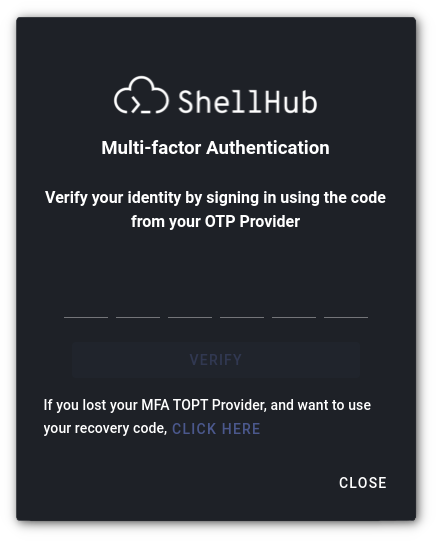 ShellHub
Multi-factor Authentication
Verify your identity by signing in using the code
from your OTP Provider
VERIFY
If you lost your MFA TOPT Provider, and want to use
your recovery code, CLICK HERE
CLOSE